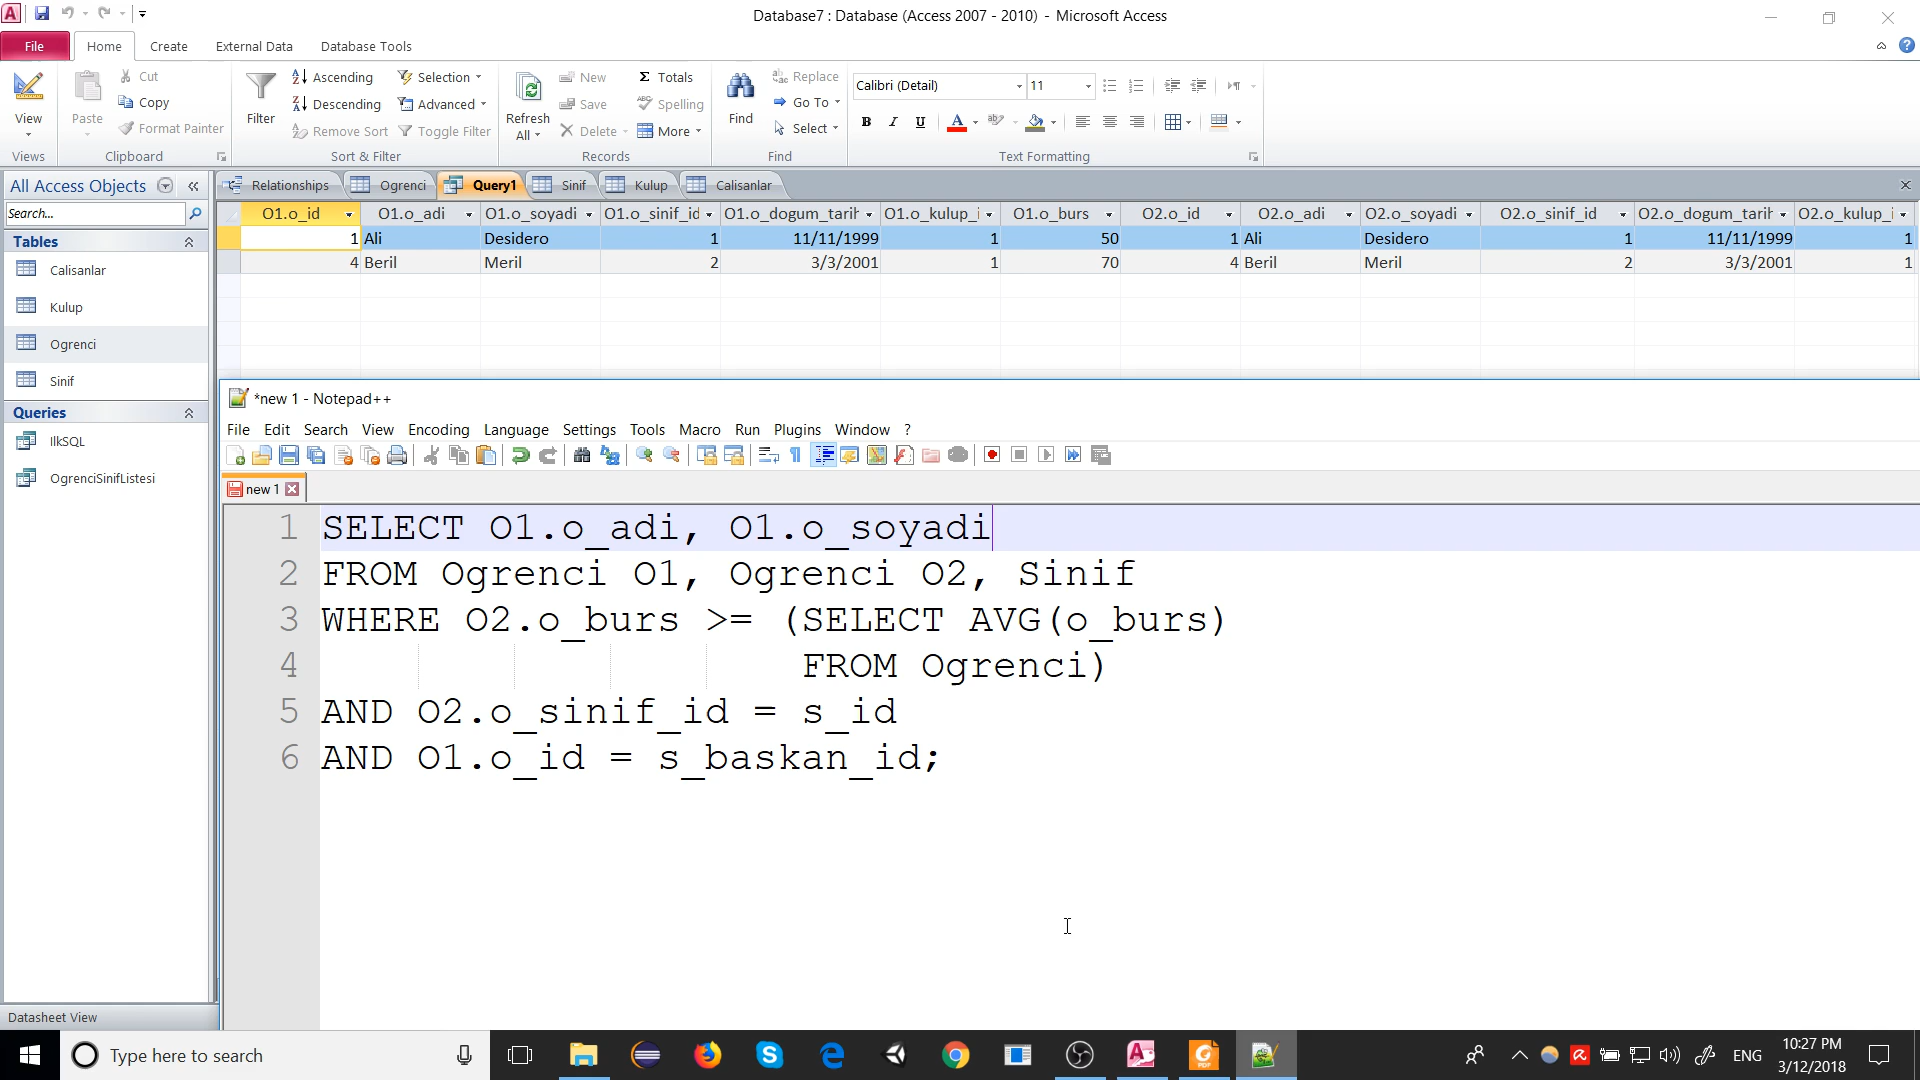 Database7 : Database (Access 2007 - 2010) - Microsoft Access
File Home Create External Data Database Tools
View
Views
Paste
Cut
Copy
Format Painter
Clipboard
Filter
Ascending
Descending
Remove Sort
Selection
Advanced
Toggle Filter
Sort & Filter
Refresh All
New
Save
Delete
Totals
Spelling
More
Records
Find
Replace
Go To
Select
Find
Calibri (Detail) 11
B I U A
Text Formatting
All Access Objects
Search...
Tables
Calisanlar
Kulup
Ogrenci
Sinif
Queries
IlkSQL
OgrenciSinifListesi
Relationships Ogrenci Query1 Sinif Kulup Calisanlar
O1.o_id O1.o_adi O1.o_soyadi O1.o_sinif_id O1.o_dogum_tarih O1.o_kulup_i O1.o_burs O2.o_id O2.o_adi O2.o_soyadi O2.o_sinif_id O2.o_dogum_tarih O2.o_kulup_i
1 Ali Desidero 1 11/11/1999 1 50 1 Ali Desidero 1 11/11/1999 1
4 Beril Meril 2 3/3/2001 1 70 4 Beril Meril 2 3/3/2001 1
*new 1 - Notepad++
File Edit Search View Encoding Language Settings Tools Macro Run Plugins Window ?
new 1
1 SELECT O1.o_adi, O1.o_soyadi
2 FROM Ogrenci O1, Ogrenci O2, Sinif
3 WHERE O2.o_burs >= (SELECT AVG(o_burs)
4 FROM Ogrenci)
5 AND O2.o_sinif_id = s_id
6 AND O1.o_id = s_baskan_id;
Datasheet View
Type here to search
ENG
10:27 PM
3/12/2018